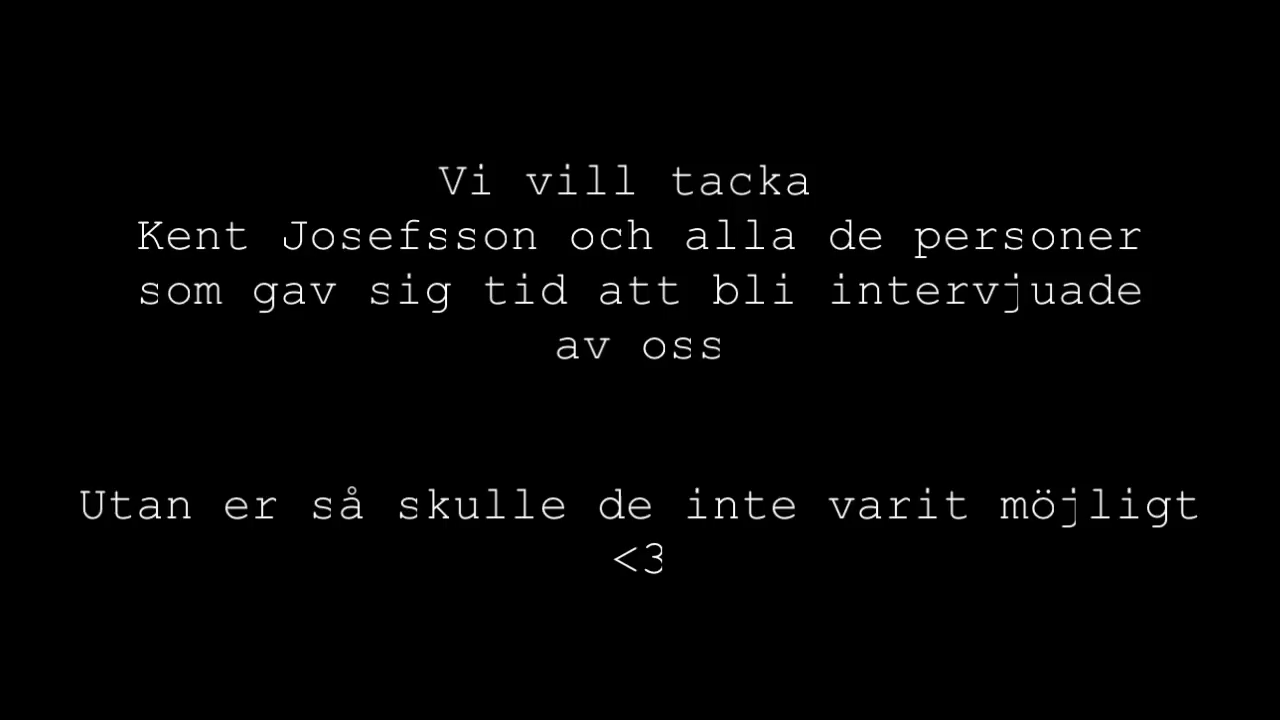 Vi vill tacka
Kent Josefsson och alla de personer
som gav sig tid att bli intervjuade
av oss
Utan er så skulle de inte varit möjligt
<3